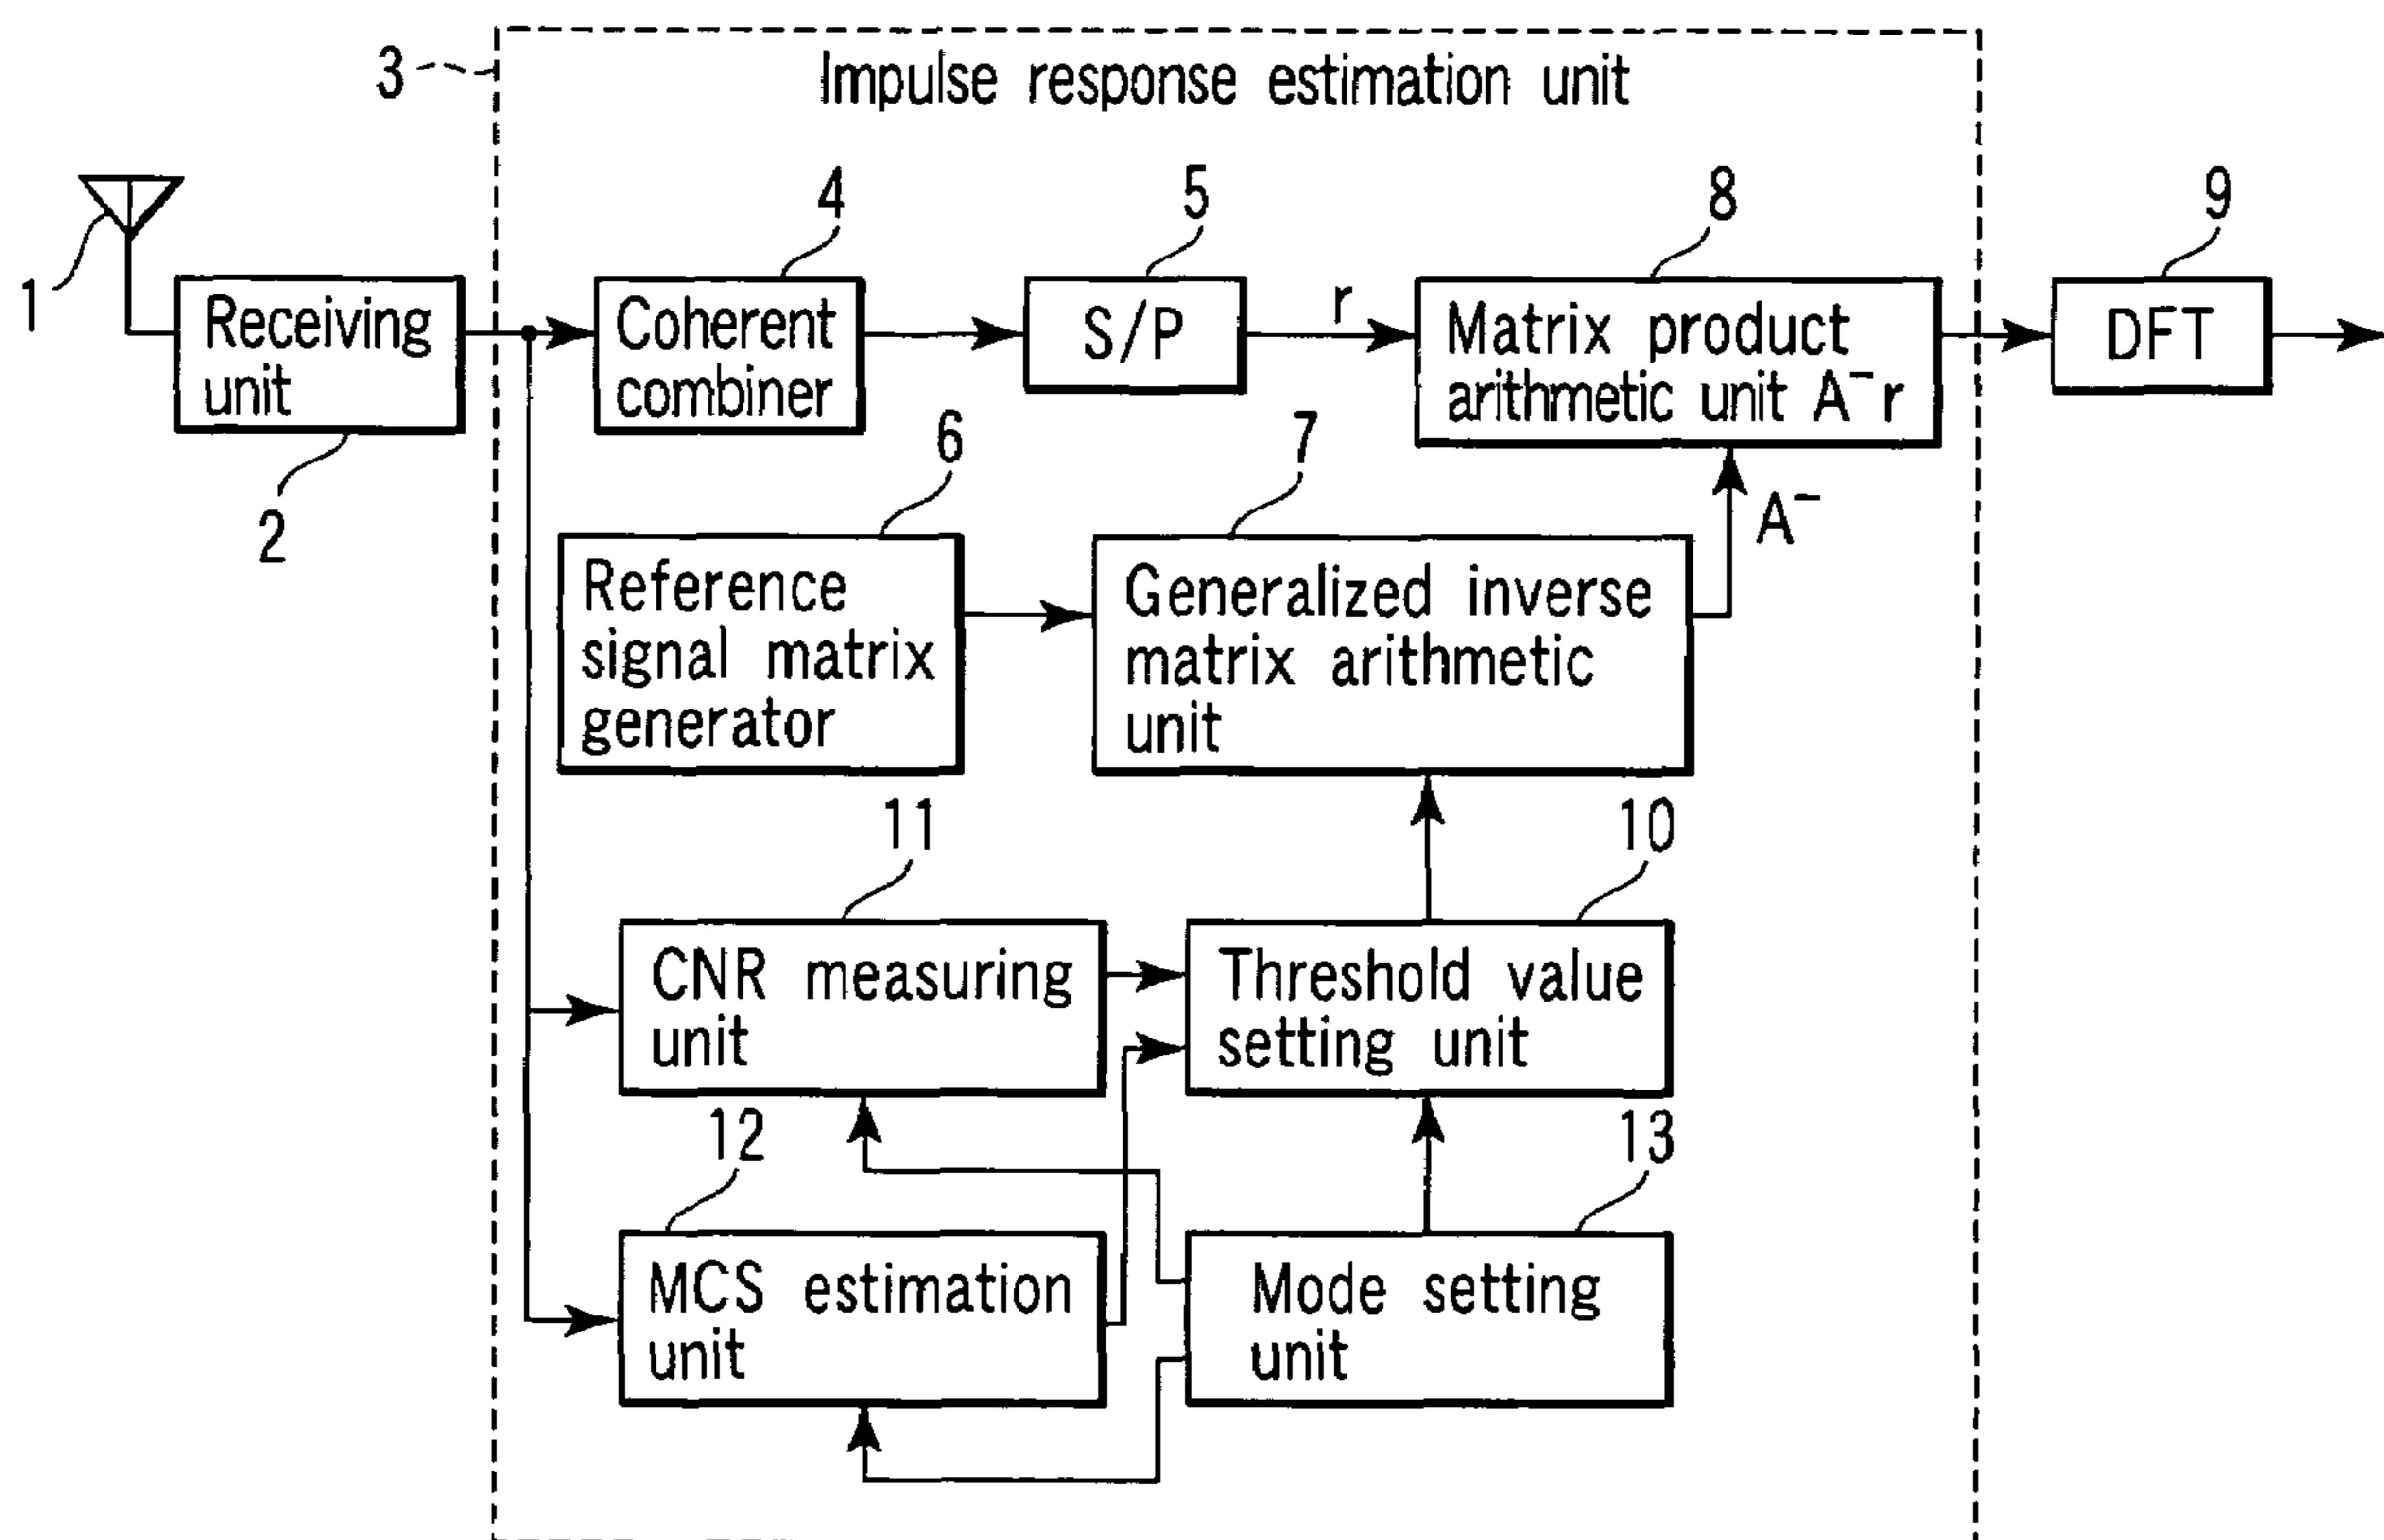 3
Impulse response estimation unit
1
Receiving
unit
2
4
Coherent
combiner
5
S/P
r
8
Matrix product
arithmetic unit A⁻r
9
DFT
6
Reference
signal matrix
generator
7
Generalized inverse
matrix arithmetic
unit
A⁻
11
CNR measuring
unit
10
Threshold value
setting unit
12
MCS estimation
unit
13
Mode setting
unit